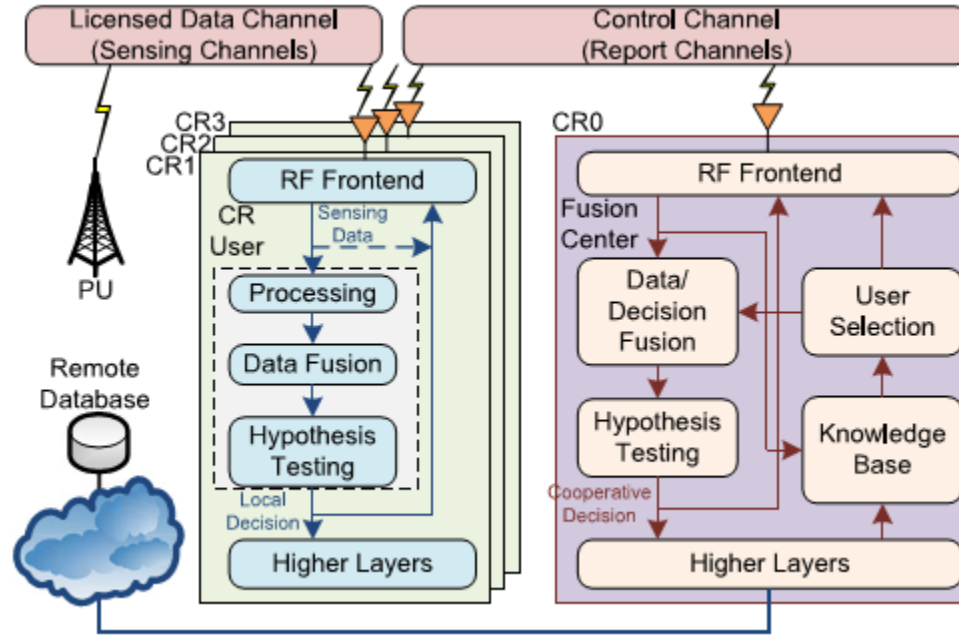 Licensed Data Channel
(Sensing Channels)
Control Channel
(Report Channels)
CR3
CR2
CR1
CR0
RF Frontend
RF Frontend
CR
User
Sensing
Data
Fusion
Center
PU
Processing
Data/
Decision
Fusion
User
Selection
Data Fusion
Remote
Database
Hypothesis
Testing
Hypothesis
Testing
Knowledge
Base
Local
Decision
Cooperative
Decision
Higher Layers
Higher Layers